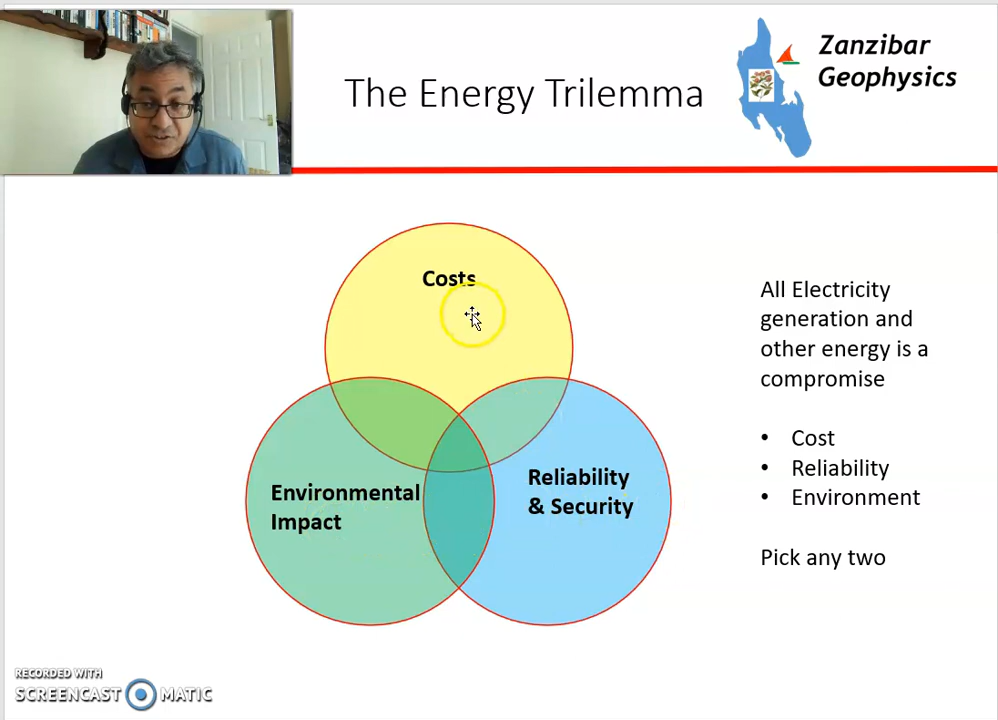 The Energy Trilemma
Zanzibar
Geophysics
Costs
Environmental
Impact
Reliability
& Security
All Electricity
generation and
other energy is a
compromise
• Cost
• Reliability
• Environment
Pick any two
RECORDED WITH
SCREENCAST MATIC